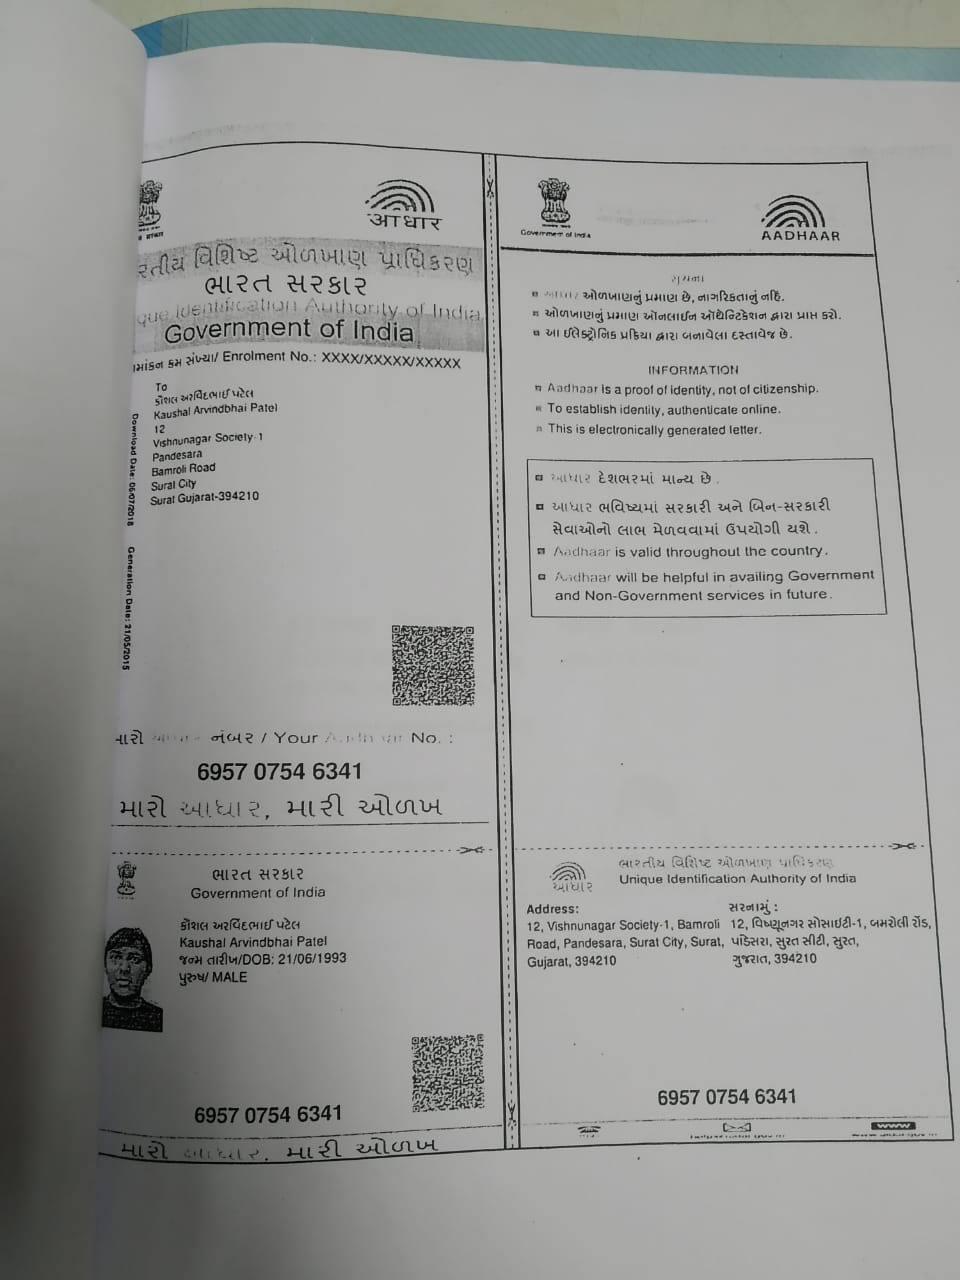 आधार
ભારત સરકાર
Unique Identification Authority of India
Government of India
Enrolment No.: XXXX/XXXXX/XXXXX
To
કૌશલ અરવિંદભાઈ પટેલ
Kaushal Arvindbhai Patel
12
Vishnunagar Society-1
Pandesara
Bamroli Road
Surat City
Surat Gujarat-394210
Download Date: 06/07/2018
Generation Date: 21/05/2015
નંબર / Your Aadhaar No. :
6957 0754 6341
મારો આધાર, મારી ઓળખ
ભારત સરકાર
Government of India
કૌશલ અરવિંદભાઈ પટેલ
Kaushal Arvindbhai Patel
જન્મ તારીખ/DOB: 21/06/1993
પુરુષ/ MALE
6957 0754 6341
મારો આધાર, મારી ઓળખ
Government of India
AADHAAR
સૂચના
આધાર ઓળખાણનું પ્રમાણ છે, નાગરિકતાનું નહિ.
ઓળખાણનું પ્રમાણ ઓનલાઈન ઑથેન્ટિકેશન દ્વારા પ્રાપ્ત કરો.
આ ઈલેક્ટ્રોનિક પ્રક્રિયા દ્વારા બનાવેલા દસ્તાવેજ છે.
INFORMATION
Aadhaar is a proof of identity, not of citizenship.
To establish identity, authenticate online.
This is electronically generated letter.
આધાર દેશભરમાં માન્ય છે.
આધાર ભવિષ્યમાં સરકારી અને બિન-સરકારી
સેવાઓનો લાભ મેળવવામાં ઉપયોગી થશે.
Aadhaar is valid throughout the country.
Aadhaar will be helpful in availing Government
and Non-Government services in future.
ભારતીય વિશિષ્ટ ઓળખાણ પ્રાધિકરણ
આધાર
Unique Identification Authority of India
Address:
12, Vishnunagar Society-1, Bamroli
Road, Pandesara, Surat City, Surat,
Gujarat, 394210
સરનામું :
12, વિષ્ણુનગર સોસાઈટી-1, બમરોલી રોડ,
પાંડેસરા, સુરત સીટી, સુરત,
ગુજરાત, 394210
6957 0754 6341
www